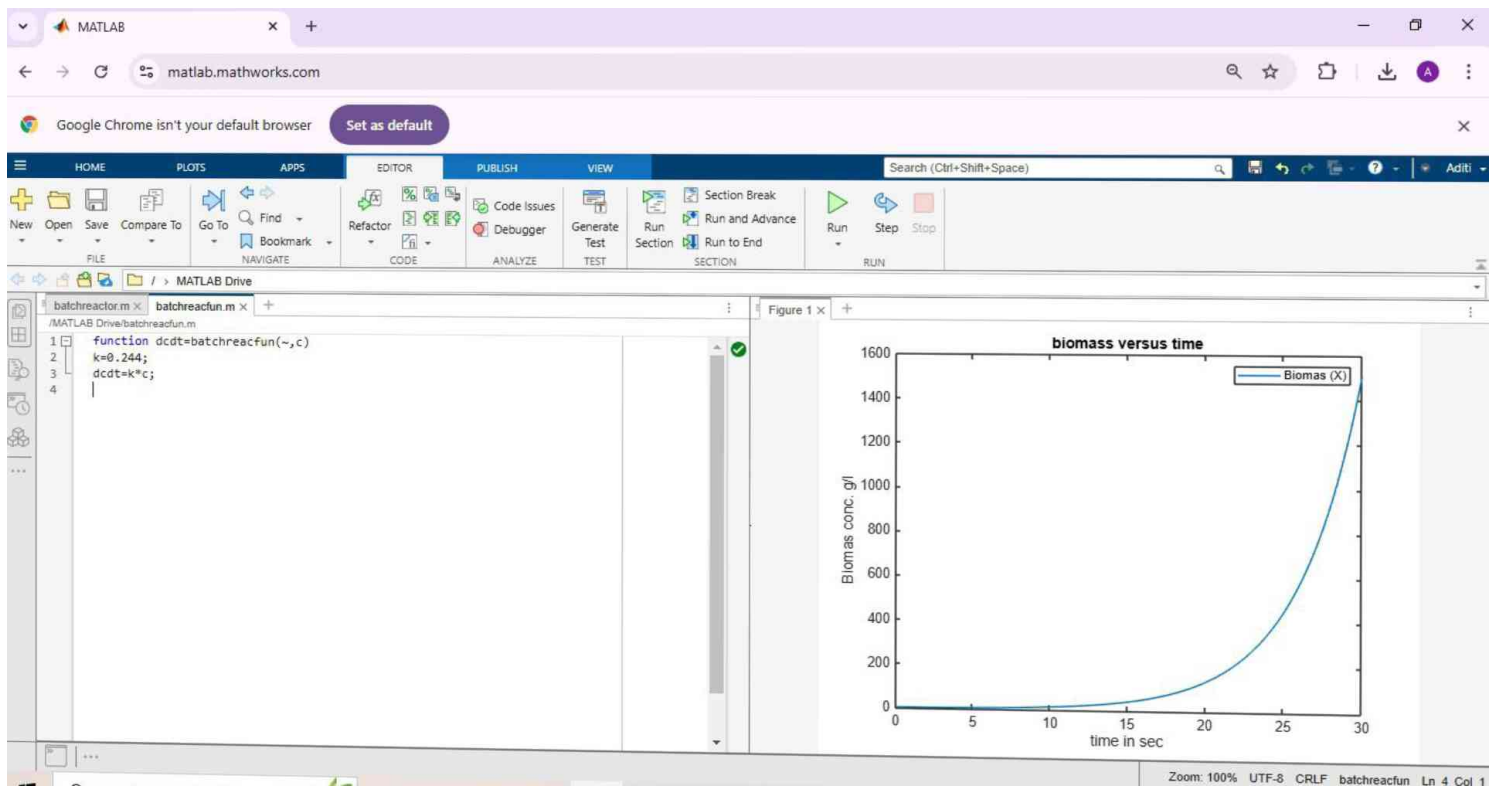 MATLAB
matlab.mathworks.com
A
Google Chrome isn't your default browser
Set as default
HOME PLOTS APPS EDITOR PUBLISH VIEW
Search (Ctrl+Shift+Space)
Aditi
New Open Save Compare To
FILE
Go To
Find
Bookmark
NAVIGATE
Refactor
CODE
Code Issues
Debugger
ANALYZE
Generate
Test
TEST
Run
Section
Section Break
Run and Advance
Run to End
SECTION
Run Step Stop
RUN
/ > MATLAB Drive
batchreactor.m × batchreacfun.m × +
/MATLAB Drive/batchreacfun.m
1 function dcdt=batchreacfun(~,c)
2 k=0.244;
3 dcdt=k*c;
4
Figure 1 × +
biomass versus time
Biomas (X)
Biomas conc. g/l
1600
1400
1200
1000
800
600
400
200
0
0 5 10 15 20 25 30
time in sec
Zoom: 100% UTF-8 CRLF batchreacfun Ln 4 Col 1